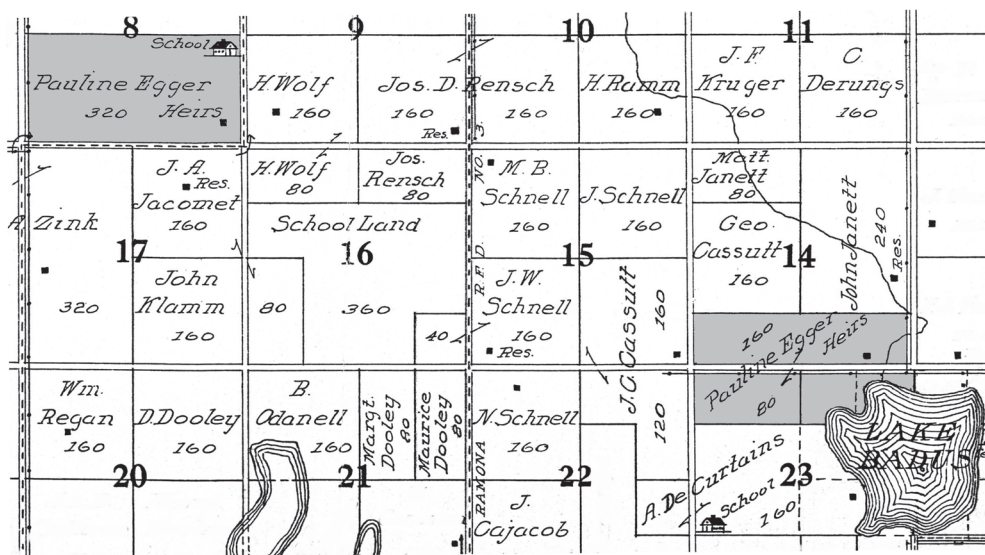 8
9
10
11
School
Pauline Egger
320 Heirs
H. Wolf
160
Jos. D. Rensch
160
Res.
160
H. Ramm
160
J. F.
Kruger
160
C.
Derungs
160
A. Zink
320
J. A.
Res.
Jacomet
160
17
John
Klamm
160
H. Wolf
80
Jos.
Rensch
80
School Land
16
80
360
40
R.F.D. NO. 3.
M. B.
Schnell
160
J. Schnell
160
15
J. W.
Schnell
160
Res.
J. C. Cassutt
160
120
Matt.
Janett
80
Geo.
Cassutt
160
14
John Janett
240
Res.
160
Pauline Egger
Heirs
80
Wm.
Regan
160
D. Dooley
160
20
B.
Odanell
160
21
Margt.
Dooley
80
Maurice
Dooley
80
RAMONA
N. Schnell
160
22
J.
Cajacob
A. De Curtains
School
160
23
LAKE
BADUS